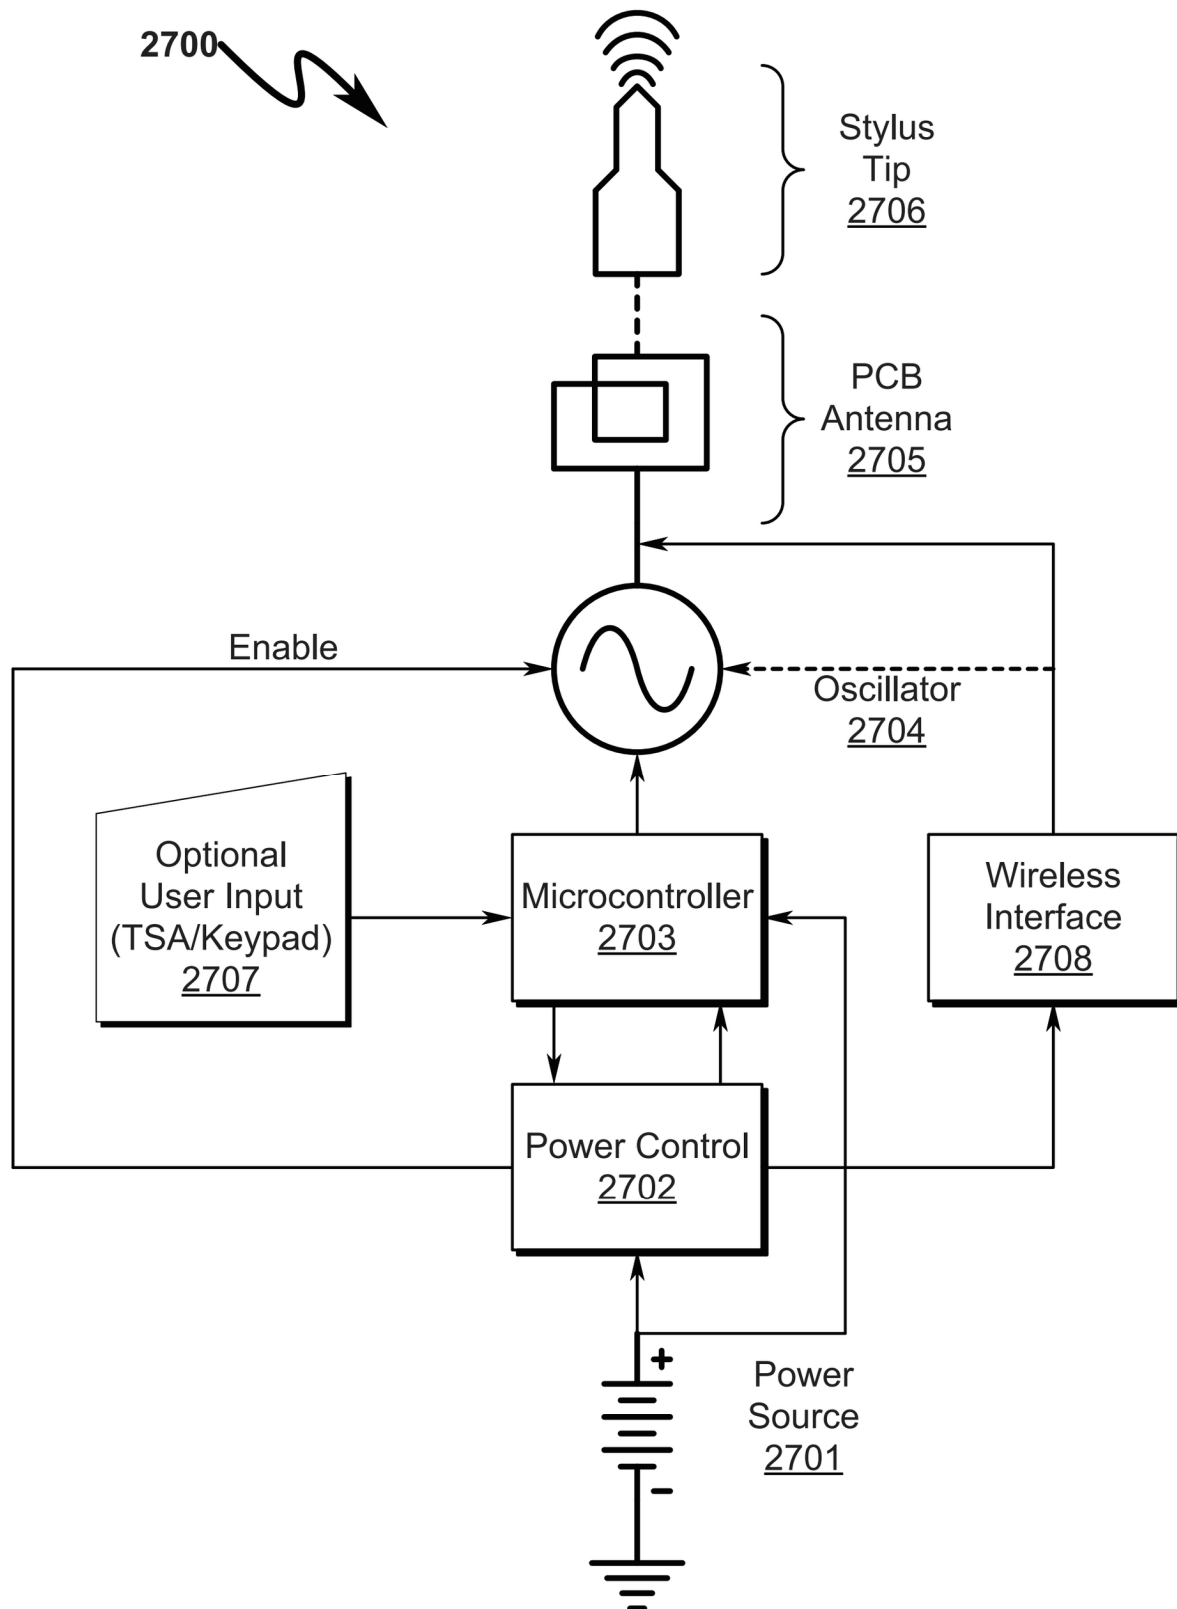 2700
Stylus
Tip
2706
PCB
Antenna
2705
Enable
Oscillator
2704
Optional
User Input
(TSA/Keypad)
2707
Microcontroller
2703
Wireless
Interface
2708
Power Control
2702
+
Power
Source
2701
−